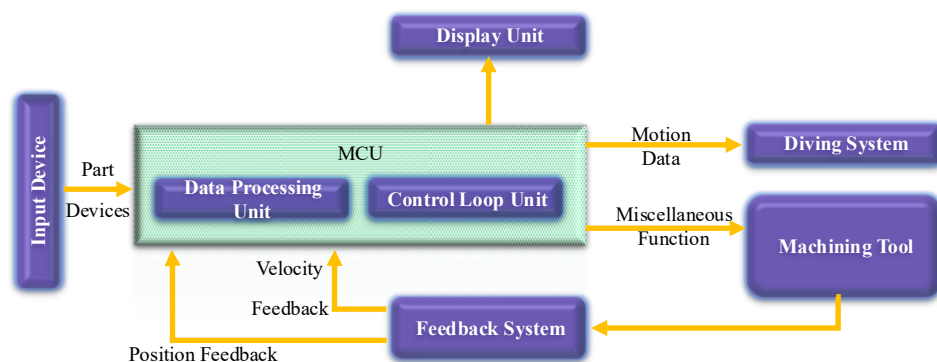 Display Unit
Input Device
Part
Devices
MCU
Data Processing
Unit
Control Loop Unit
Motion
Data
Diving System
Miscellaneous
Function
Machining Tool
Velocity
Feedback
Feedback System
Position Feedback